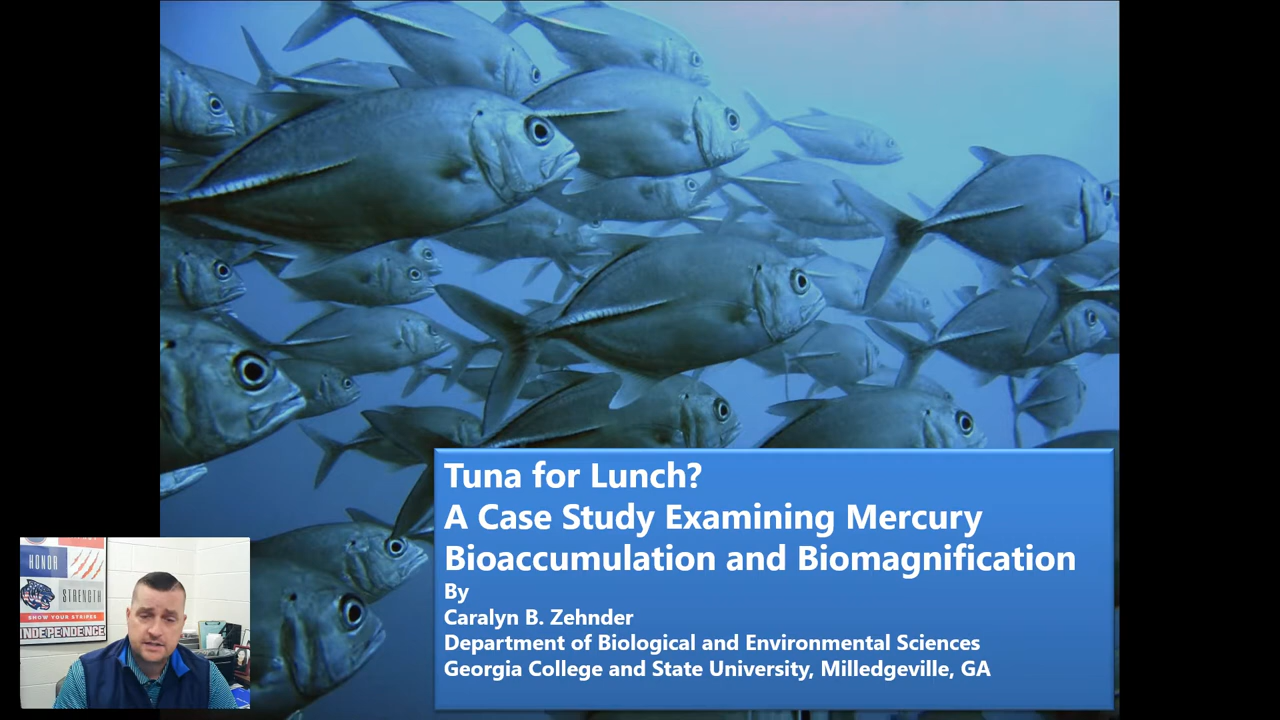 Tuna for Lunch?
A Case Study Examining Mercury
Bioaccumulation and Biomagnification
By
Caralyn B. Zehnder
Department of Biological and Environmental Sciences
Georgia College and State University, Milledgeville, GA
HONOR
STRENGTH
SHOW YOUR STRIPES
INDEPENDENCE